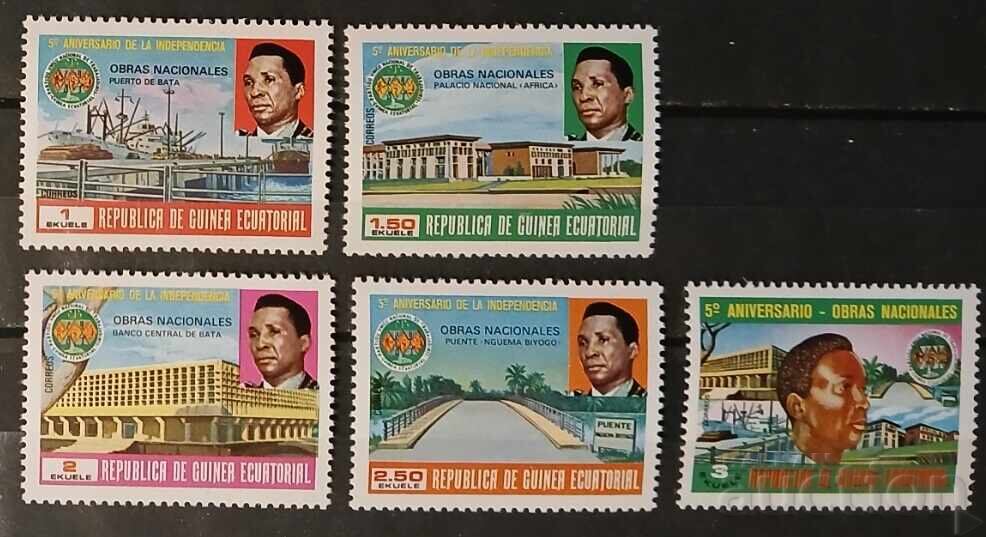 5º ANIVERSARIO DE LA INDEPENDENCIA
OBRAS NACIONALES
PUERTO DE BATA
CORREOS
1
EKUELE
REPUBLICA DE GUINEA ECUATORIAL
5º ANIVERSARIO DE LA INDEPENDENCIA
OBRAS NACIONALES
PALACIO NACIONAL (AFRICA)
CORREOS
1.50
EKUELE
REPUBLICA DE GUINEA ECUATORIAL
5º ANIVERSARIO DE LA INDEPENDENCIA
OBRAS NACIONALES
BANCO CENTRAL DE BATA
CORREOS
2
EKUELE
REPUBLICA DE GUINEA ECUATORIAL
5º ANIVERSARIO DE LA INDEPENDENCIA
OBRAS NACIONALES
PUENTE-NGUEMA BIYOGO
PUENTE
2.50
EKUELE
REPUBLICA DE GUINEA ECUATORIAL
5º ANIVERSARIO - OBRAS NACIONALES
3
EKUELE
auction